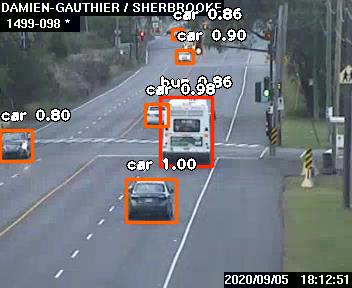 DAMIEN-GAUTHIER / SHERBROOKE
1499-098 *
car 0.86
car 0.90
bus 0.86
car 0.98
car 0.80
car 1.00
2020/09/05 18:12:51